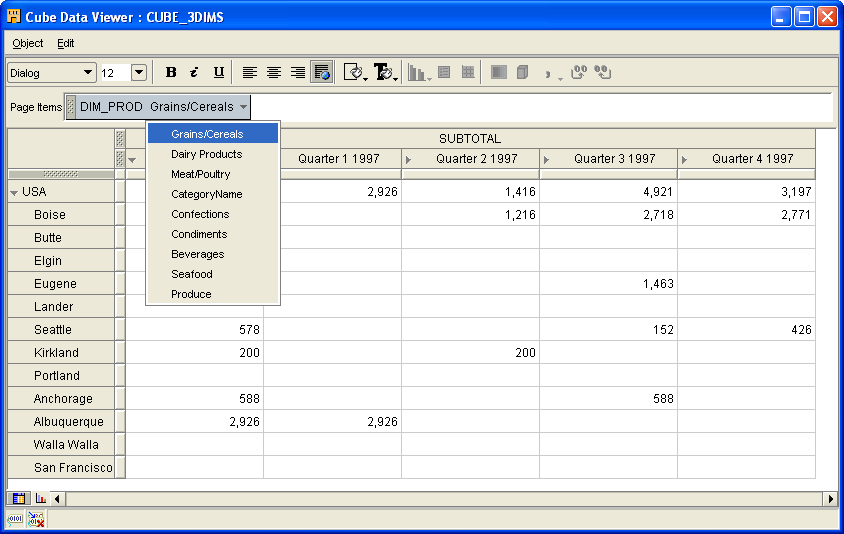 Cube Data Viewer : CUBE_3DIMS
Object Edit
Dialog 12 B i U
Page Items DIM_PROD Grains/Cereals
Grains/Cereals
Dairy Products
Meat/Poultry
CategoryName
Confections
Condiments
Beverages
Seafood
Produce
SUBTOTAL
Quarter 1 1997 Quarter 2 1997 Quarter 3 1997 Quarter 4 1997
USA 2,926 1,416 4,921 3,197
Boise 1,216 2,718 2,771
Butte
Elgin
Eugene 1,463
Lander
Seattle 578 152 426
Kirkland 200 200
Portland
Anchorage 588 588
Albuquerque 2,926 2,926
Walla Walla
San Francisco